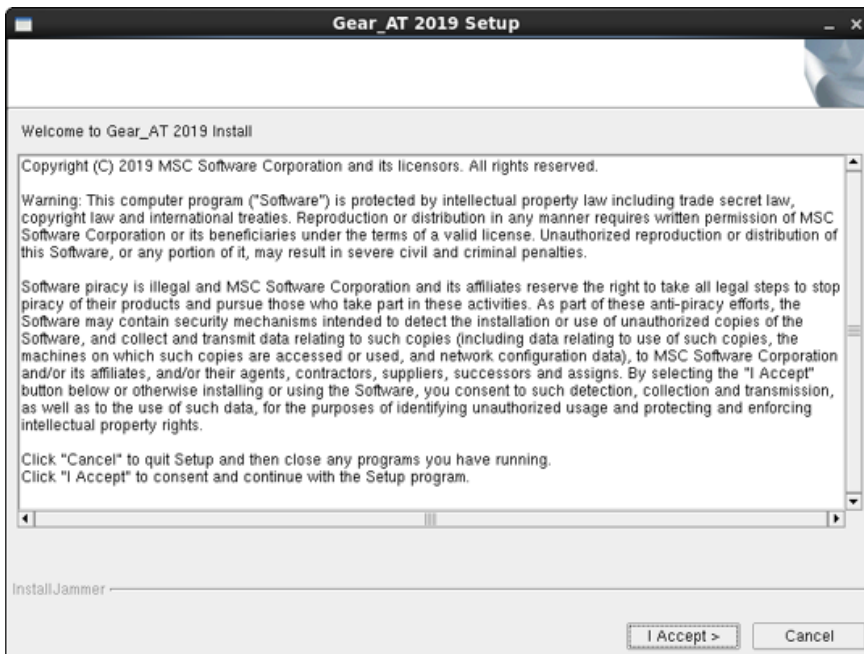 Gear_AT 2019 Setup
Welcome to Gear_AT 2019 Install
Copyright (C) 2019 MSC Software Corporation and its licensors. All rights reserved.
Warning: This computer program ("Software") is protected by intellectual property law including trade secret law,
copyright law and international treaties. Reproduction or distribution in any manner requires written permission of MSC
Software Corporation or its beneficiaries under the terms of a valid license. Unauthorized reproduction or distribution of
this Software, or any portion of it, may result in severe civil and criminal penalties.
Software piracy is illegal and MSC Software Corporation and its affiliates reserve the right to take all legal steps to stop
piracy of their products and pursue those who take part in these activities. As part of these anti-piracy efforts, the
Software may contain security mechanisms intended to detect the installation or use of unauthorized copies of the
Software, and collect and transmit data relating to such copies (including data relating to use of such copies, the
machines on which such copies are accessed or used, and network configuration data), to MSC Software Corporation
and/or its affiliates, and/or their agents, contractors, suppliers, successors and assigns. By selecting the "I Accept"
button below or otherwise installing or using the Software, you consent to such detection, collection and transmission,
as well as to the use of such data, for the purposes of identifying unauthorized usage and protecting and enforcing
intellectual property rights.
Click "Cancel" to quit Setup and then close any programs you have running.
Click "I Accept" to consent and continue with the Setup program.
InstallJammer
I Accept >
Cancel